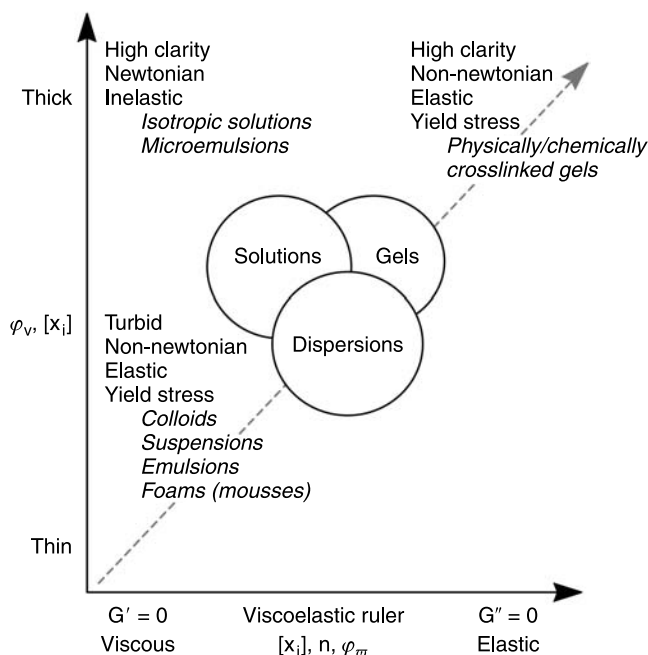 High clarity
Newtonian
Inelastic
Isotropic solutions
Microemulsions
High clarity
Non-newtonian
Elastic
Yield stress
Physically/chemically
crosslinked gels
Thick
Solutions
Gels
Dispersions
φv, [xi]
Turbid
Non-newtonian
Elastic
Yield stress
Colloids
Suspensions
Emulsions
Foams (mousses)
Thin
G′ = 0
Viscous
Viscoelastic ruler
[xi], n, φm
G″ = 0
Elastic